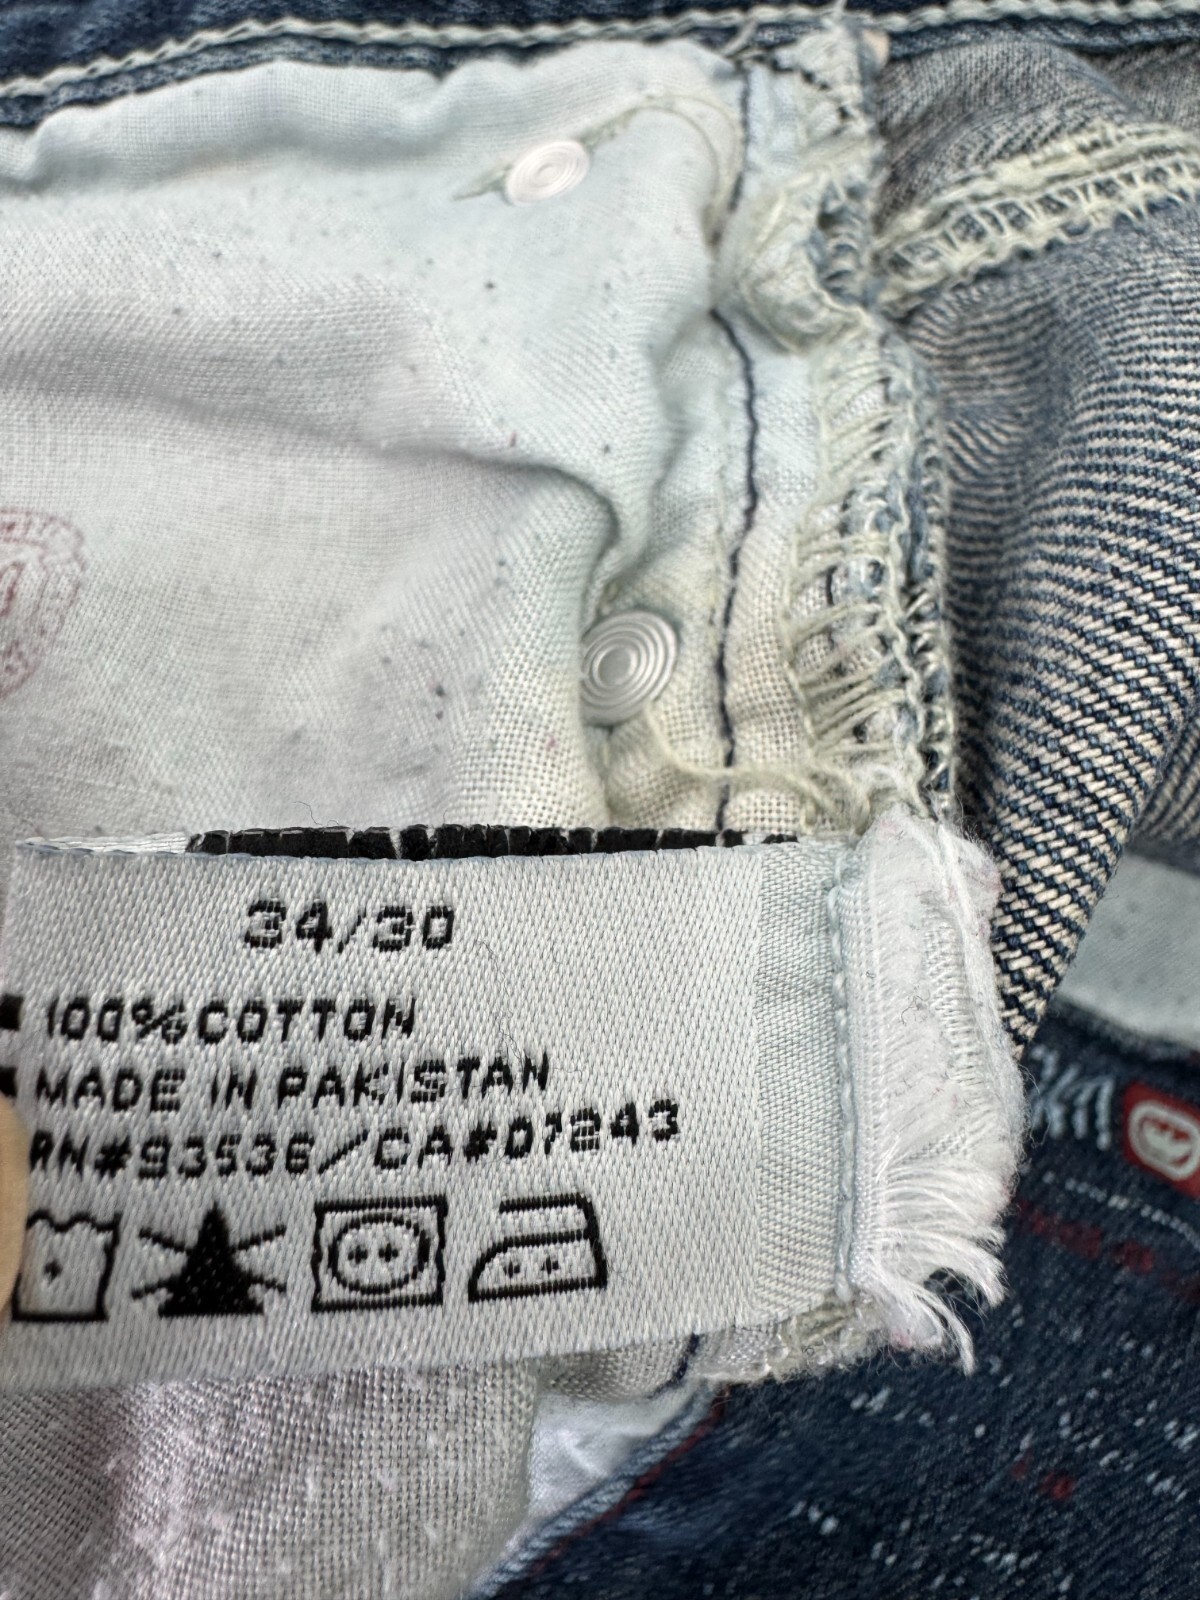 34/30
100%COTTON
MADE IN PAKISTAN
RN#93536/CA#07243